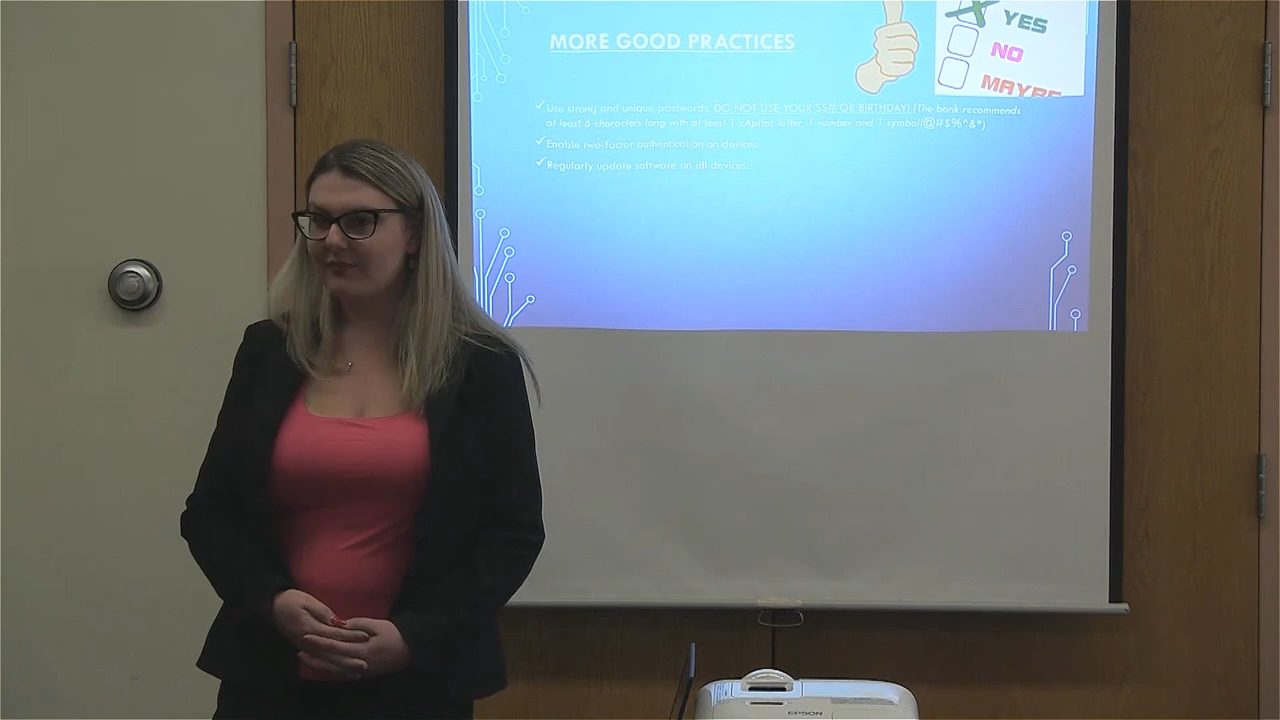 YES
MORE GOOD PRACTICES
NO
MAYBE
Use strong and unique passwords. DO NOT USE YOUR SS# OR BIRTHDAY! (The bank recommends
at least 6 characters long with at least 1 cApital letter, 1 number and 1 symbol!@#$%^&*)
Enable two-factor authentication on devices.
Regularly update software on all devices.
EPSON